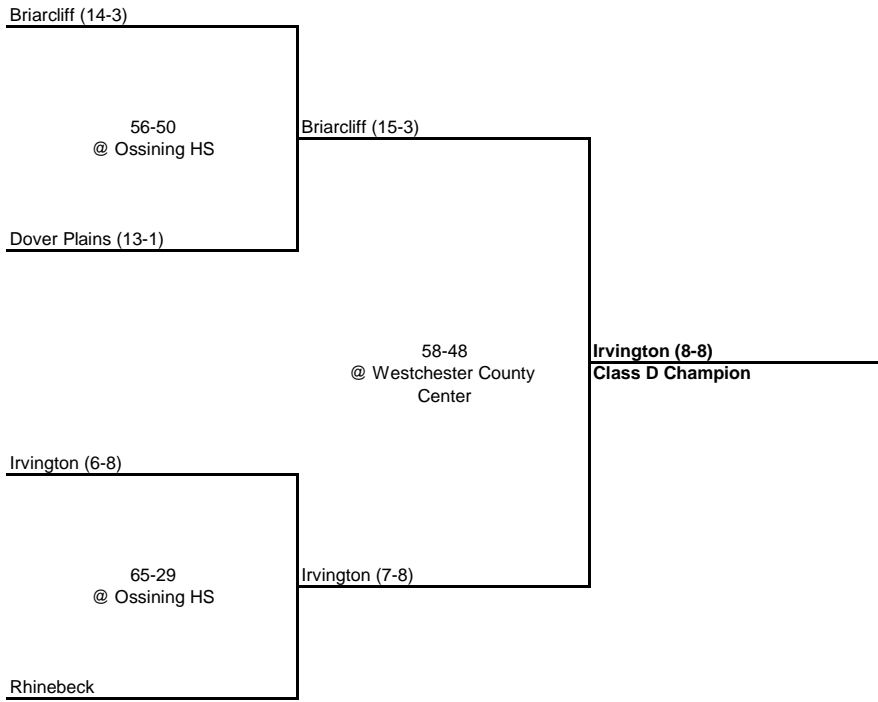 Briarcliff (14-3)
56-50
@ Ossining HS
Briarcliff (15-3)
Dover Plains (13-1)
58-48
@ Westchester County
Center
Irvington (8-8)
Class D Champion
Irvington (6-8)
65-29
@ Ossining HS
Irvington (7-8)
Rhinebeck